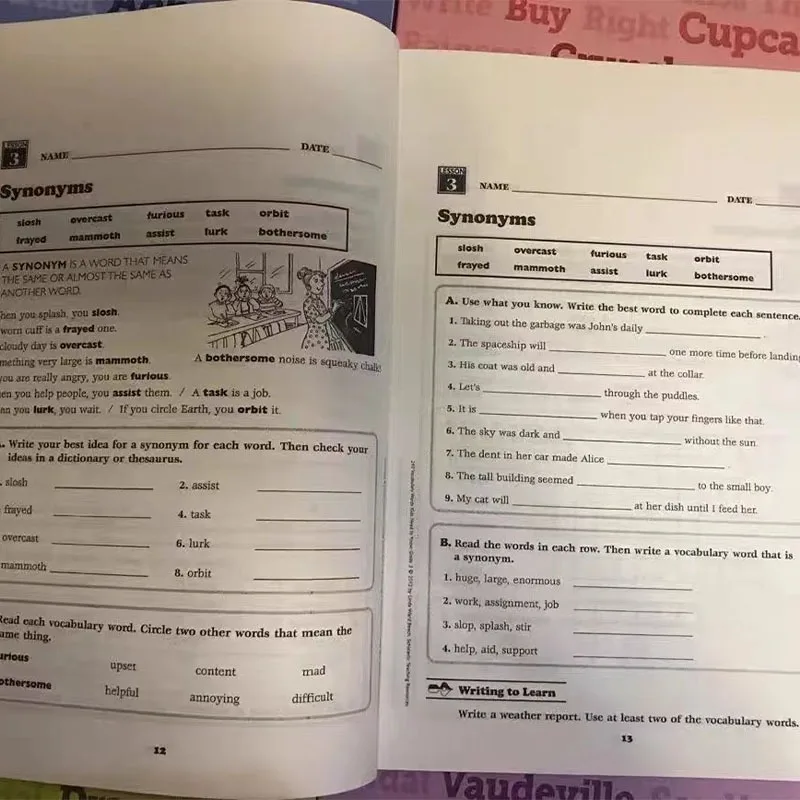 Write Buy Right Cupca
LESSON
3
NAME
DATE
Synonyms
slosh overcast furious task orbit
frayed mammoth assist lurk bothersome
A SYNONYM IS A WORD THAT MEANS
THE SAME OR ALMOST THE SAME AS
ANOTHER WORD.
hen you splash, you slosh.
worn cuff is a frayed one.
cloudy day is overcast.
mething very large is mammoth.
A bothersome noise is squeaky chalk!
you are really angry, you are furious.
en you help people, you assist them. / A task is a job.
an you lurk, you wait. / If you circle Earth, you orbit it.
. Write your best idea for a synonym for each word. Then check your
ideas in a dictionary or thesaurus.
. slosh 2. assist
frayed 4. task
overcast 6. lurk
mammoth 8. orbit
Read each vocabulary word. Circle two other words that mean the
ame thing.
urious upset content mad
othersome helpful annoying difficult
12
LESSON
3
NAME
DATE
Synonyms
slosh overcast furious task orbit
frayed mammoth assist lurk bothersome
A. Use what you know. Write the best word to complete each sentence.
1. Taking out the garbage was John's daily .
2. The spaceship will one more time before landing
3. His coat was old and at the collar.
4. Let's through the puddles.
5. It is when you tap your fingers like that.
6. The sky was dark and without the sun.
7. The dent in her car made Alice .
8. The tall building seemed to the small boy.
9. My cat will at her dish until I feed her.
B. Read the words in each row. Then write a vocabulary word that is
a synonym.
1. huge, large, enormous
2. work, assignment, job
3. slop, splash, stir
4. help, aid, support
Writing to Learn
Write a weather report. Use at least two of the vocabulary words.
13
Vaudeville